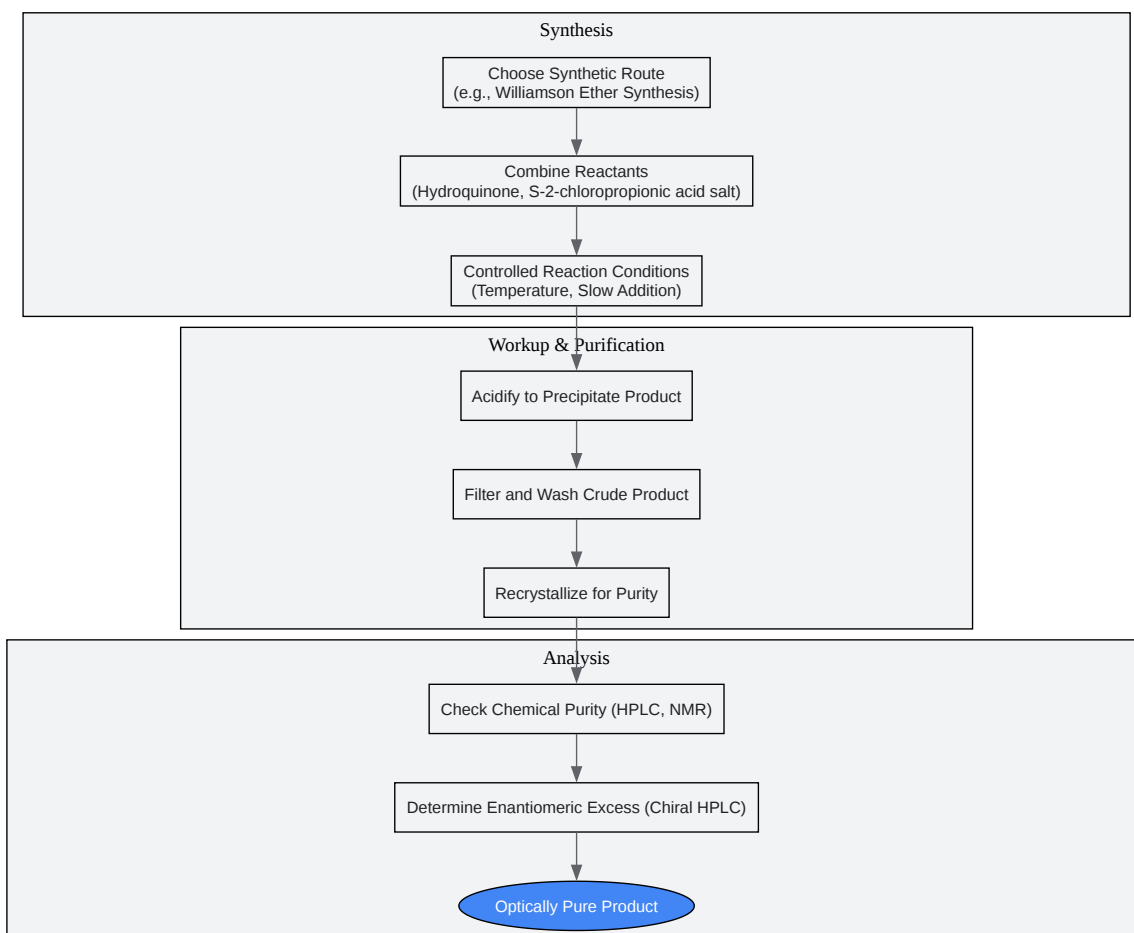 Synthesis
Choose Synthetic Route
(e.g., Williamson Ether Synthesis)
Combine Reactants
(Hydroquinone, S-2-chloropropionic acid salt)
Controlled Reaction Conditions
(Temperature, Slow Addition)
Workup & Purification
Acidify to Precipitate Product
Filter and Wash Crude Product
Recrystallize for Purity
Analysis
Check Chemical Purity (HPLC, NMR)
Determine Enantiomeric Excess (Chiral HPLC)
Optically Pure Product